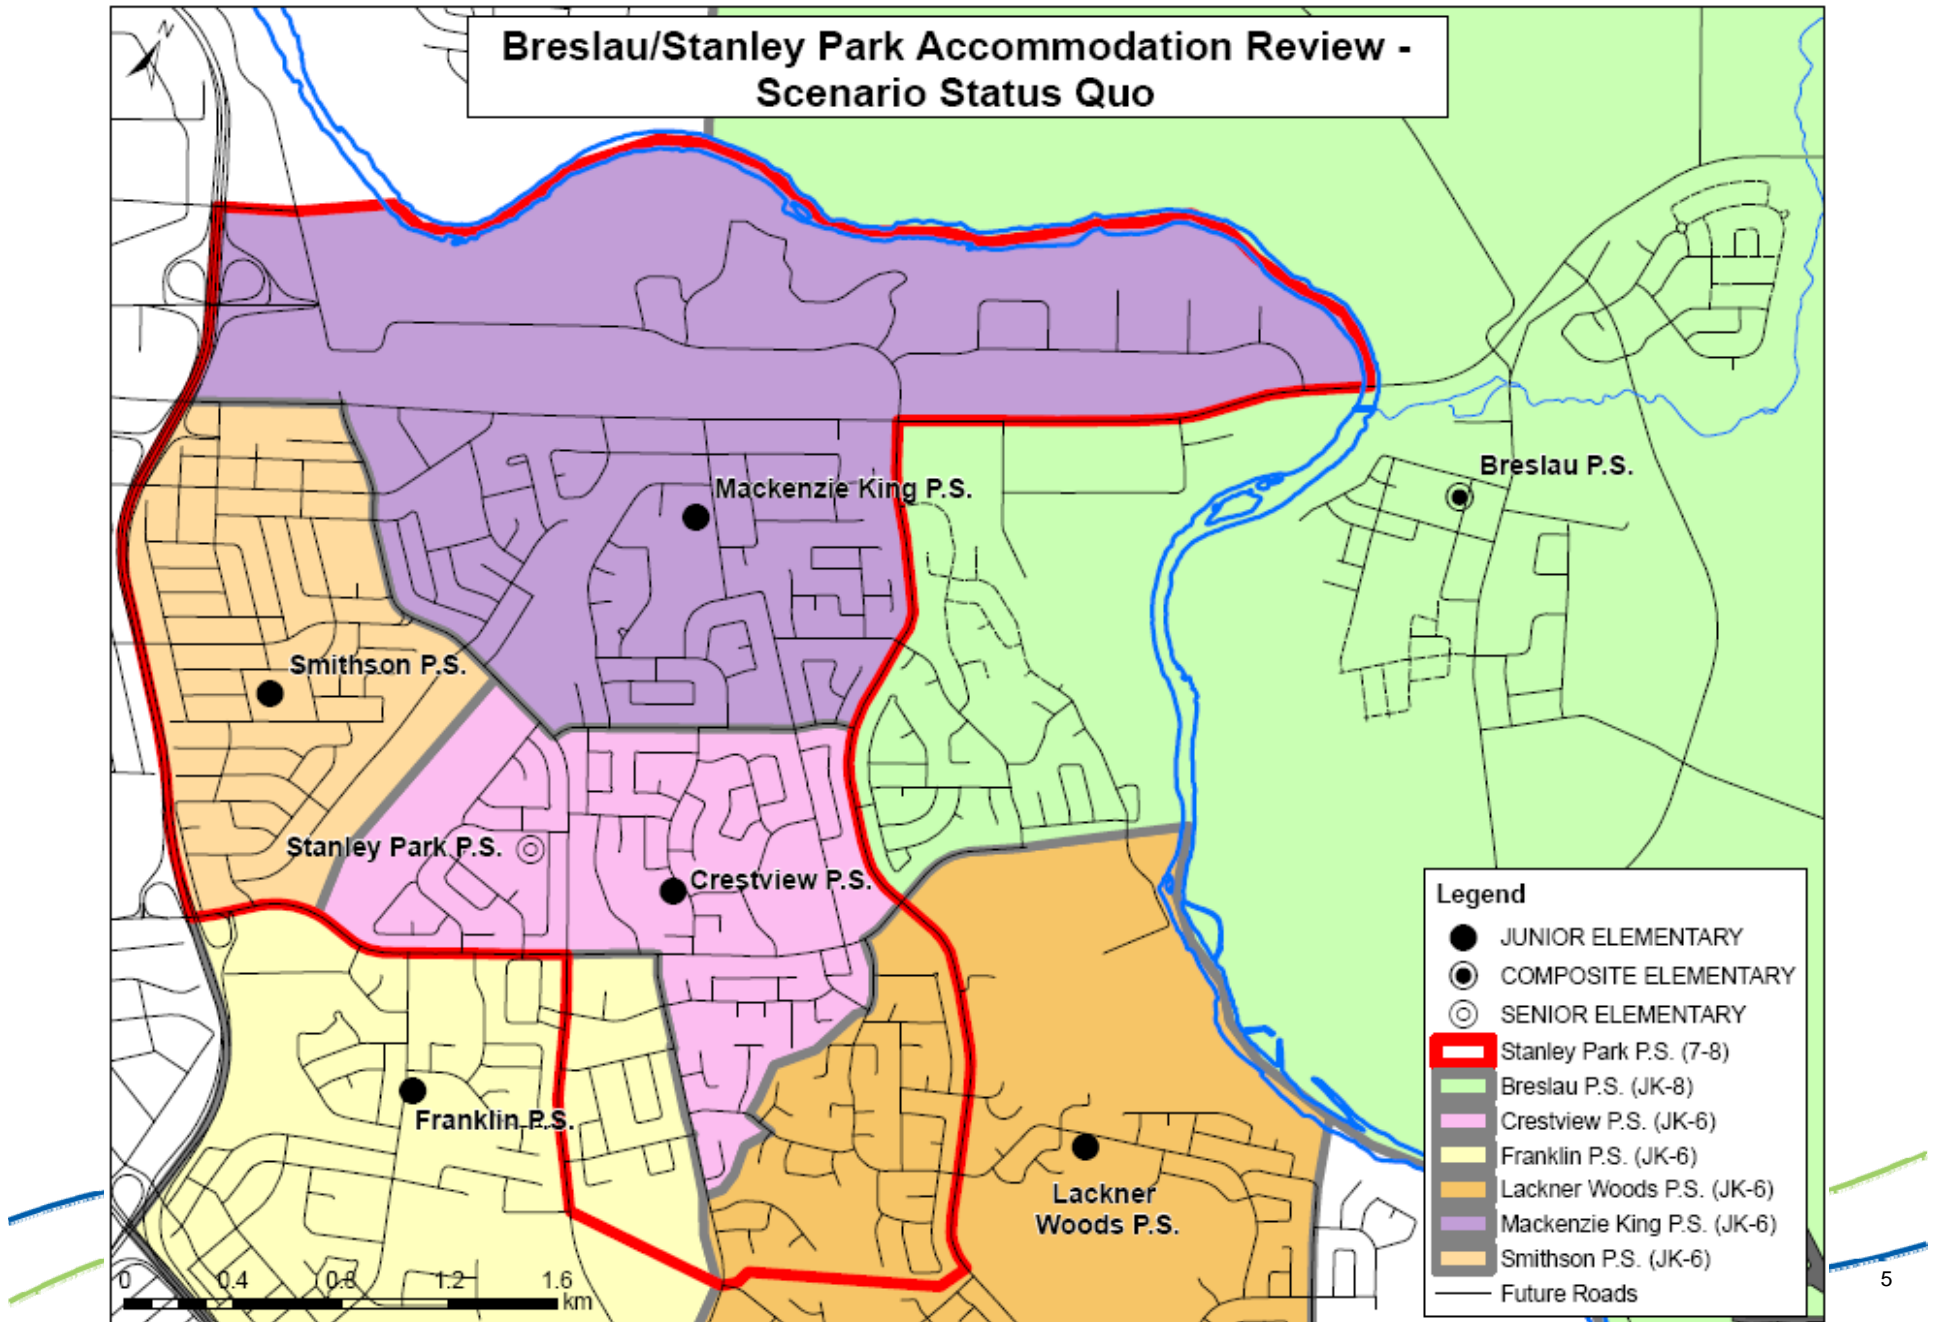 N
Breslau/Stanley Park Accommodation Review -
Scenario Status Quo
Breslau P.S.
Mackenzie King P.S.
Smithson P.S.
Stanley Park P.S.
Crestview P.S.
Franklin P.S.
Lackner
Woods P.S.
Legend
JUNIOR ELEMENTARY
COMPOSITE ELEMENTARY
SENIOR ELEMENTARY
Stanley Park P.S. (7-8)
Breslau P.S. (JK-8)
Crestview P.S. (JK-6)
Franklin P.S. (JK-6)
Lackner Woods P.S. (JK-6)
Mackenzie King P.S. (JK-6)
Smithson P.S. (JK-6)
Future Roads
0 0.4 0.8 1.2 1.6
km
5